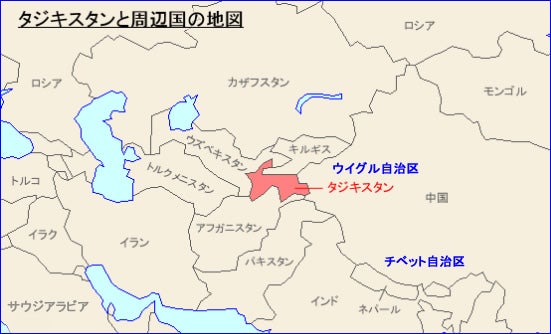 タジキスタンと周辺国の地図
ロシア
ロシア
カザフスタン
モンゴル
ウズベキスタン
キルギス
ウイグル自治区
トルコ
トルクメニスタン
タジキスタン
中国
イラク
イラン
アフガニスタン
パキスタン
チベット自治区
サウジアラビア
インド
ネパール